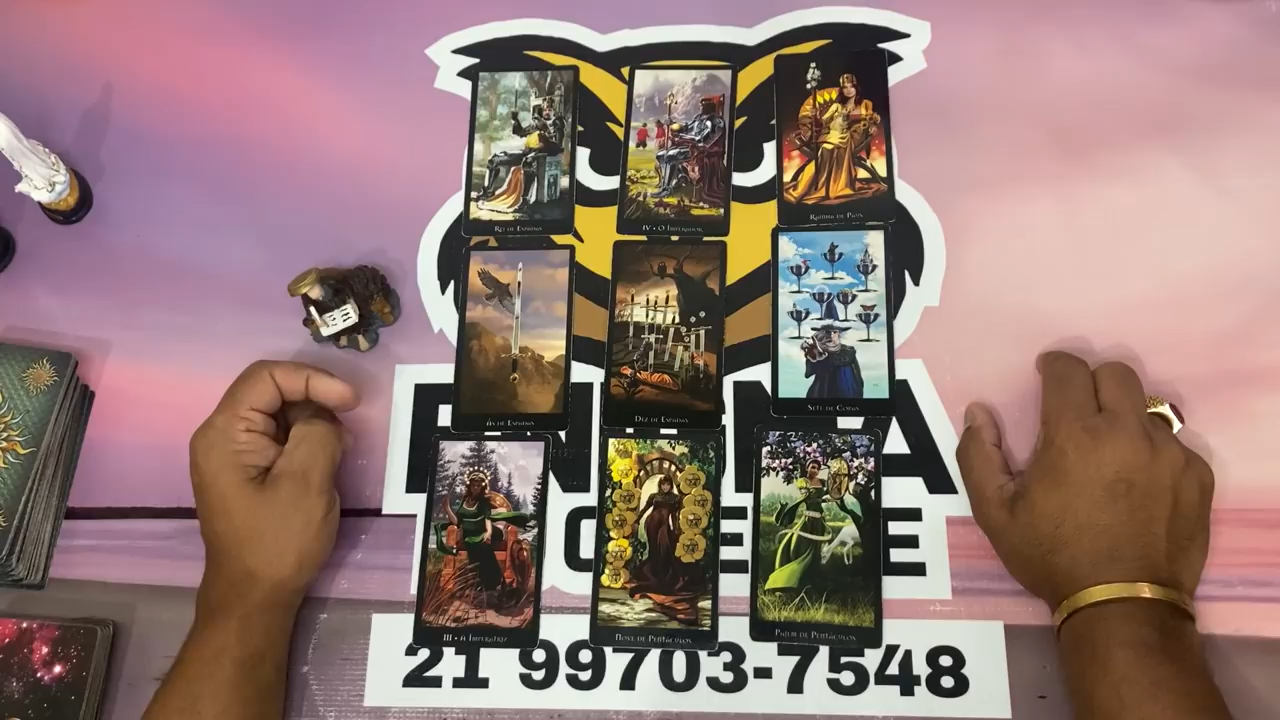 Rei de Espadas
IV • O Imperador
Rainha de Paus
Ás de Espadas
Dez de Espadas
Sete de Copas
III • A Imperatriz
Nove de Pentáculos
Pajem de Pentáculos
21 99703-7548